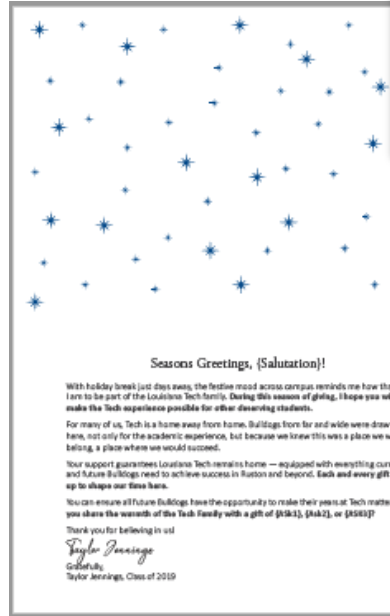 Seasons Greetings, {Salutation}!
With holiday break just days away, the festive mood across campus reminds me how
I am to be part of the Louisiana Tech family. During this season of giving, I hope you
make the Tech experience possible for other deserving students.
For many of us, Tech is a home away from home. Bulldogs from far and wide were
here, not only for the academic experience, but because we knew this was a place we
belong, a place where we would succeed.
Your support guarantees Louisiana Tech remains home — equipped with everything
and future Bulldogs need to achieve success in Ruston and beyond. Each and every
up to shape our time here.
You can ensure all future Bulldogs have the opportunity to make their years at Tech
you share the warmth of the Tech Family with a gift of {Ask1}, {Ask2}, or {ASK3}?
Thank you for believing in us!
Taylor Jennings
Gratefully,
Taylor Jennings, Class of 2019